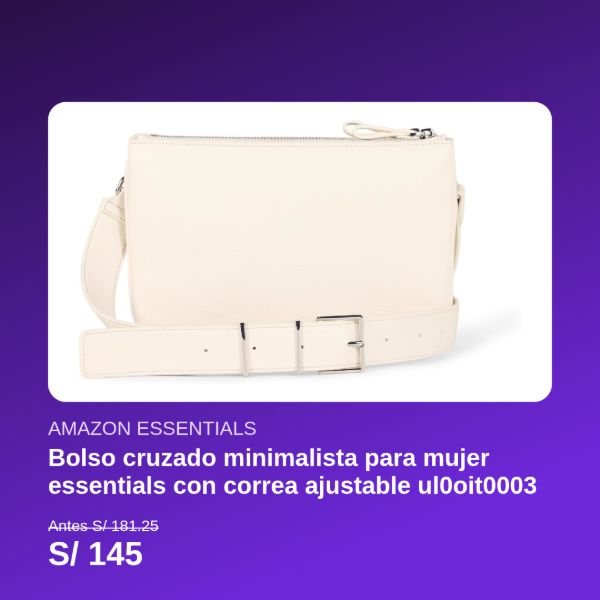 AMAZON ESSENTIALS
Bolso cruzado minimalista para mujer
essentials con correa ajustable ul0oit0003
Antes S/ 181.25
S/ 145